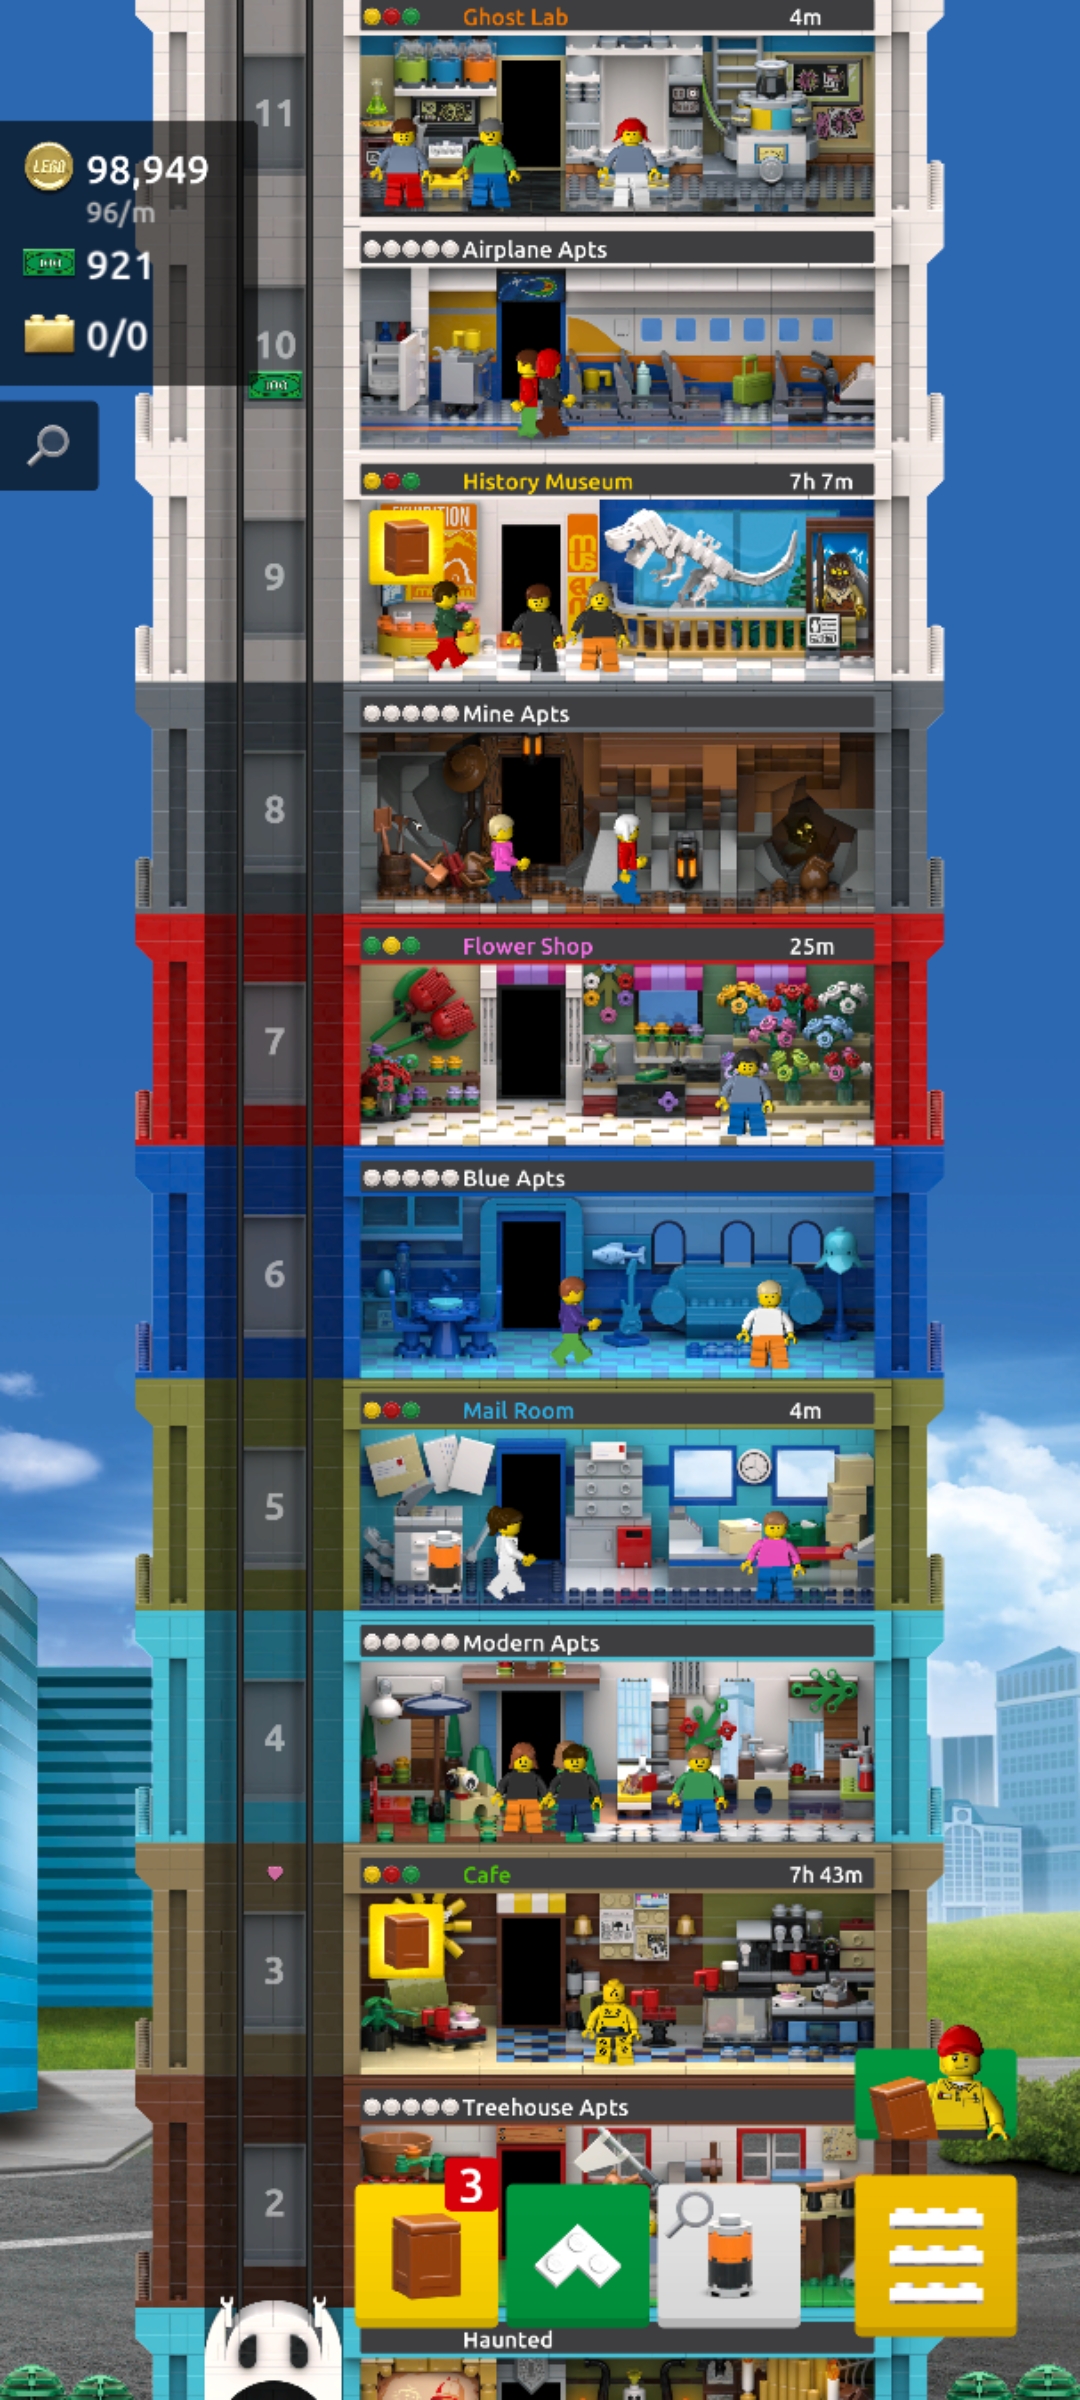 Ghost Lab 4m
11
LEGO 98,949
96/m
921
0/0
Airplane Apts
10
History Museum 7h 7m
EXHIBITION
mus
eum
museum
9
Mine Apts
8
Flower Shop 25m
7
Blue Apts
6
Mail Room 4m
5
Modern Apts
4
Cafe 7h 43m
3
Treehouse Apts
2
3
Haunted